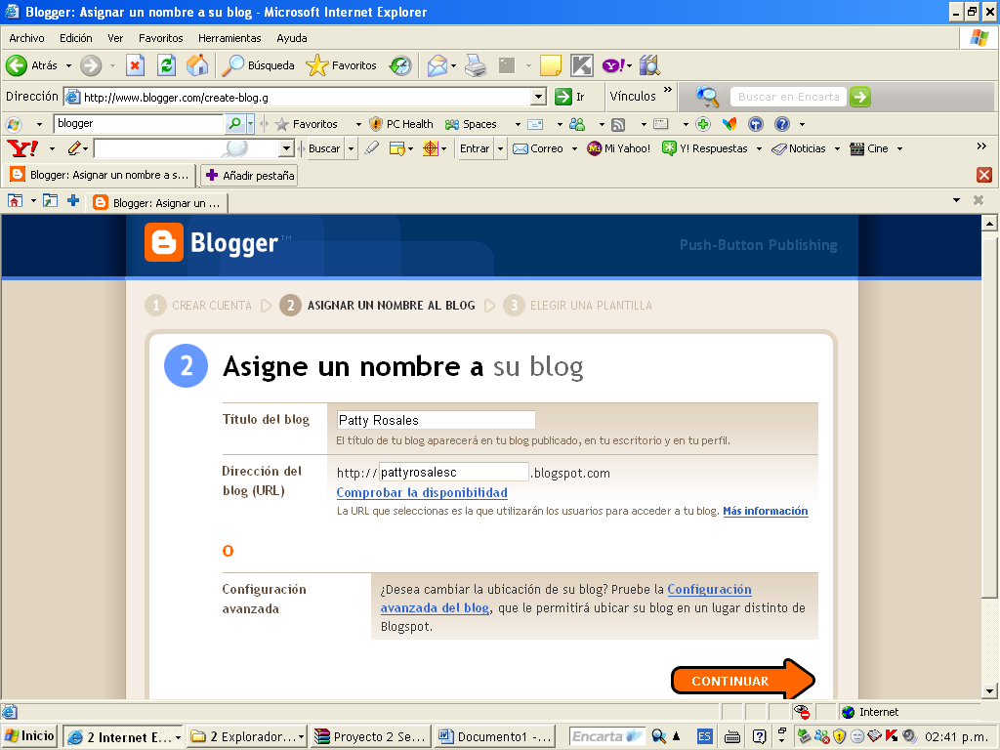 Blogger: Asignar un nombre a su blog - Microsoft Internet Explorer
Archivo Edición Ver Favoritos Herramientas Ayuda
Atrás Búsqueda Favoritos
Dirección http://www.blogger.com/create-blog.g Ir Vínculos » Buscar en Encarta
blogger Favoritos PC Health Spaces
Y! Buscar Entrar Correo Mi Yahoo! Y! Respuestas Noticias Cine »
Blogger: Asignar un nombre a s... Añadir pestaña
Blogger: Asignar un ...
Blogger™ Push-Button Publishing
1 CREAR CUENTA 2 ASIGNAR UN NOMBRE AL BLOG 3 ELEGIR UNA PLANTILLA
2 Asigne un nombre a su blog
Título del blog Patty Rosales
El título de tu blog aparecerá en tu blog publicado, en tu escritorio y en tu perfil.
Dirección del blog (URL) http:// pattyrosalesc .blogspot.com
Comprobar la disponibilidad
La URL que seleccionas es la que utilizarán los usuarios para acceder a tu blog. Más información
O
Configuración avanzada ¿Desea cambiar la ubicación de su blog? Pruebe la Configuración
avanzada del blog, que le permitirá ubicar su blog en un lugar distinto de
Blogspot.
CONTINUAR
Internet
Inicio 2 Internet E... 2 Explorador... Proyecto 2 Se... Documento1 - ... Encarta ES 02:41 p.m.